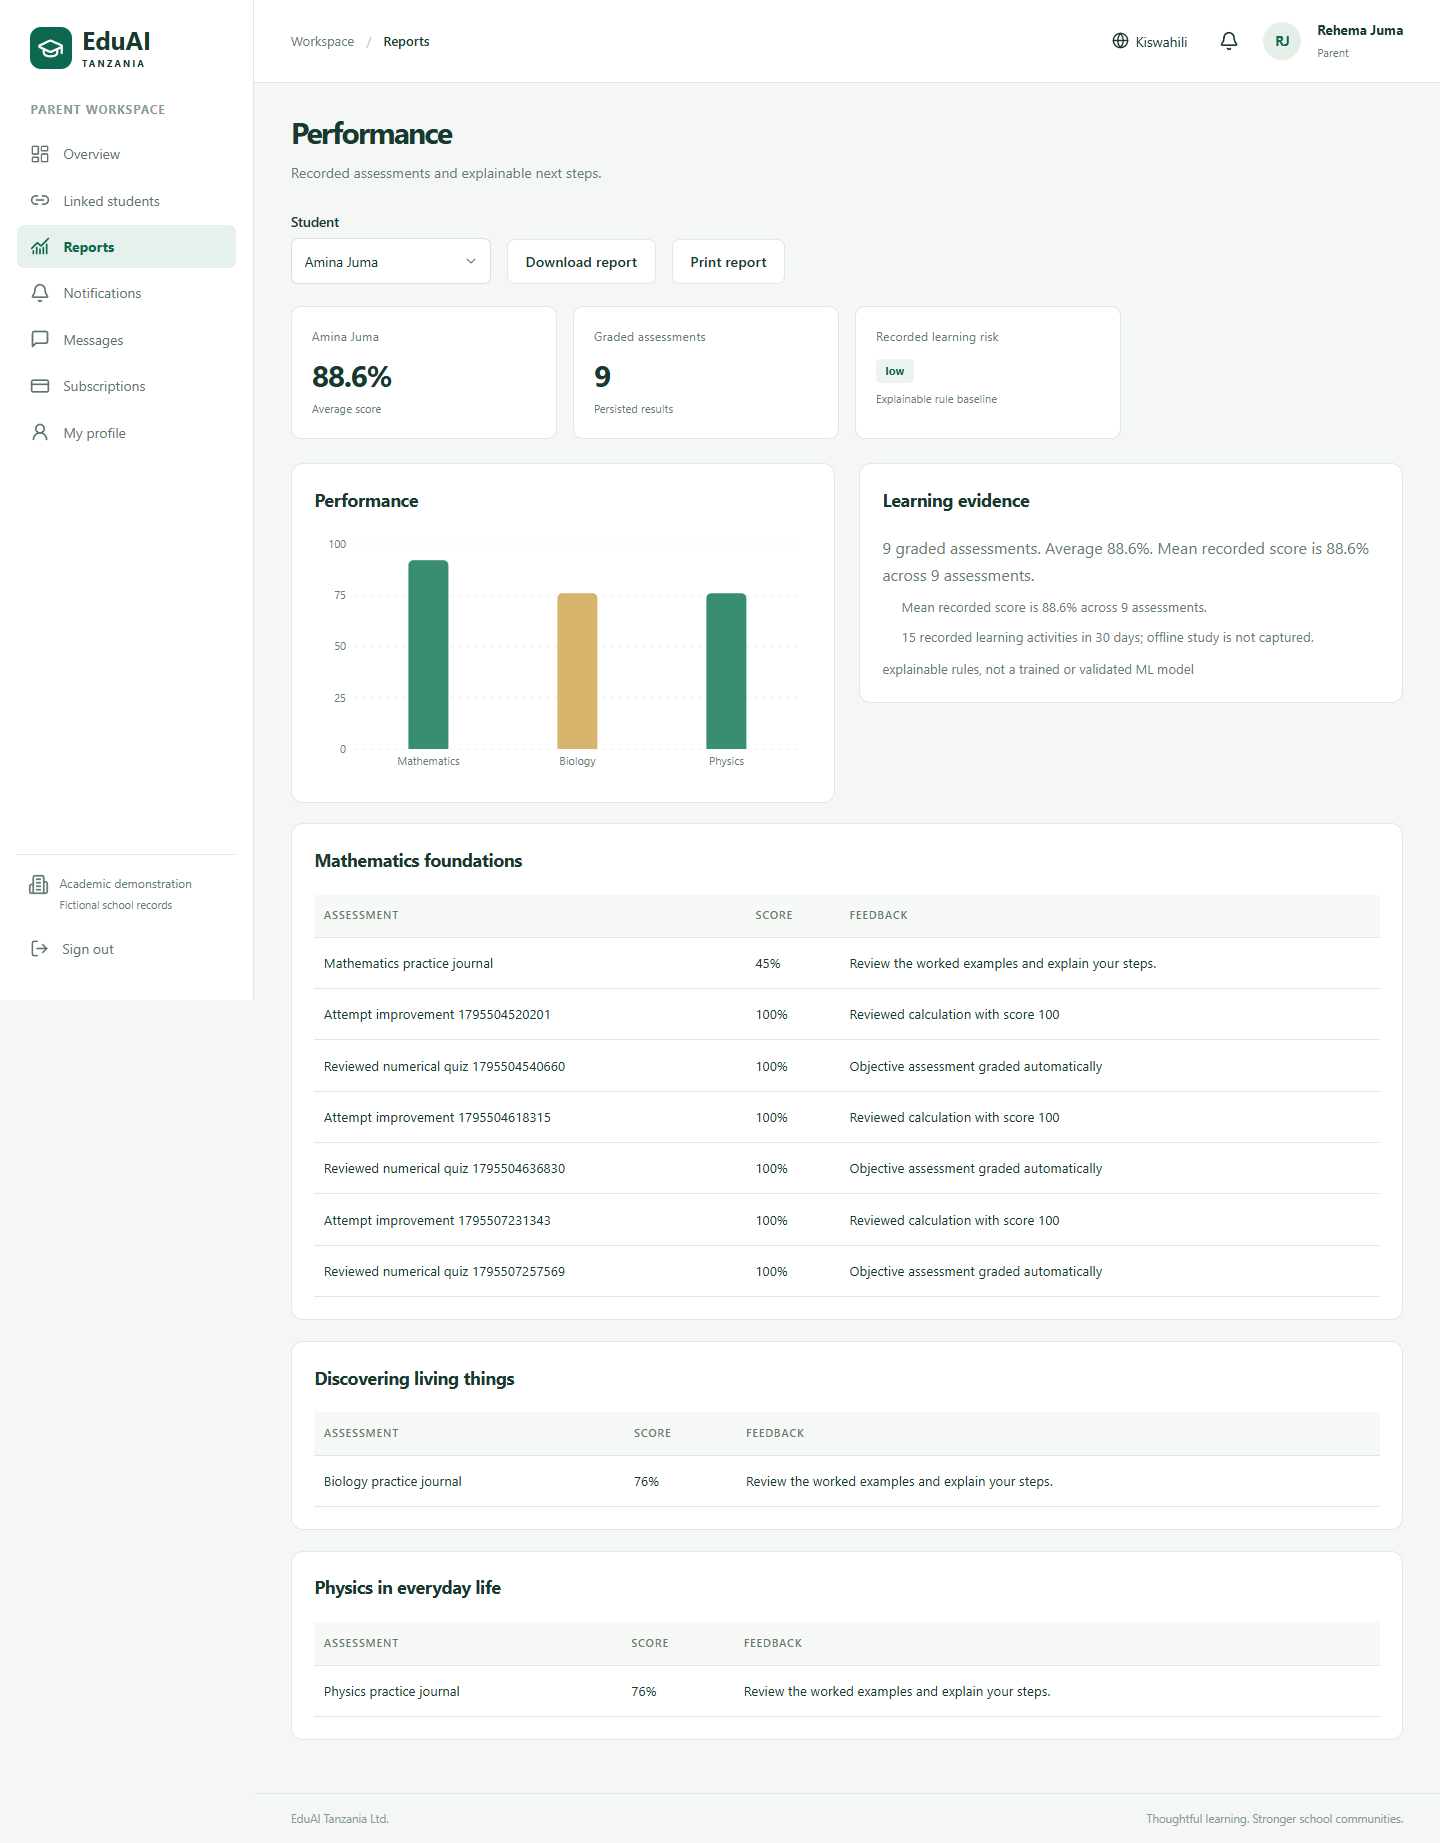 EduAI
TANZANIA
PARENT WORKSPACE
Overview
Linked students
Reports
Notifications
Messages
Subscriptions
My profile
Academic demonstration
Fictional school records
Sign out
Workspace / Reports
Kiswahili
RJ
Rehema Juma
Parent
Performance
Recorded assessments and explainable next steps.
Student
Amina Juma
Download report
Print report
Amina Juma
88.6%
Average score
Graded assessments
9
Persisted results
Recorded learning risk
low
Explainable rule baseline
Performance
100
75
50
25
0
Mathematics
Biology
Physics
Learning evidence
9 graded assessments. Average 88.6%. Mean recorded score is 88.6%
across 9 assessments.
Mean recorded score is 88.6% across 9 assessments.
15 recorded learning activities in 30 days; offline study is not captured.
explainable rules, not a trained or validated ML model
Mathematics foundations
ASSESSMENT SCORE FEEDBACK
Mathematics practice journal 45% Review the worked examples and explain your steps.
Attempt improvement 1795504520201 100% Reviewed calculation with score 100
Reviewed numerical quiz 1795504540660 100% Objective assessment graded automatically
Attempt improvement 1795504618315 100% Reviewed calculation with score 100
Reviewed numerical quiz 1795504636830 100% Objective assessment graded automatically
Attempt improvement 1795507231343 100% Reviewed calculation with score 100
Reviewed numerical quiz 1795507257569 100% Objective assessment graded automatically
Discovering living things
ASSESSMENT SCORE FEEDBACK
Biology practice journal 76% Review the worked examples and explain your steps.
Physics in everyday life
ASSESSMENT SCORE FEEDBACK
Physics practice journal 76% Review the worked examples and explain your steps.
EduAI Tanzania Ltd.
Thoughtful learning. Stronger school communities.